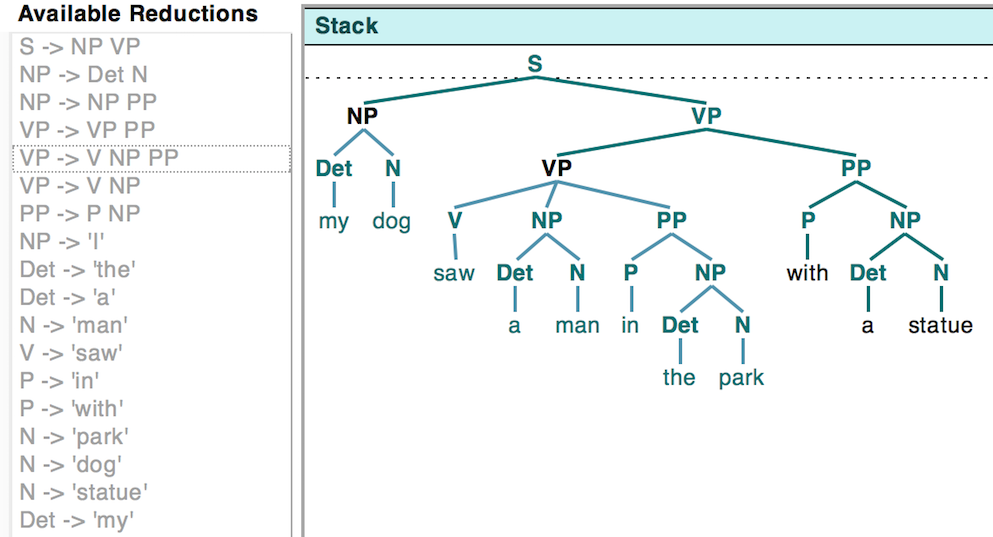 Available Reductions
S -> NP VP
NP -> Det N
NP -> NP PP
VP -> VP PP
VP -> V NP PP
VP -> V NP
PP -> P NP
NP -> 'I'
Det -> 'the'
Det -> 'a'
N -> 'man'
V -> 'saw'
P -> 'in'
P -> 'with'
N -> 'park'
N -> 'dog'
N -> 'statue'
Det -> 'my'
Stack
S
NP VP
Det N VP PP
my dog V NP PP P NP
saw Det N P NP with Det N
a man in Det N a statue
the park